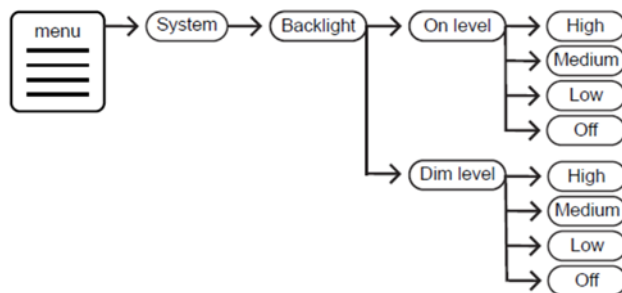 menu
System
Backlight
On level
High
Medium
Low
Off
Dim level
High
Medium
Low
Off